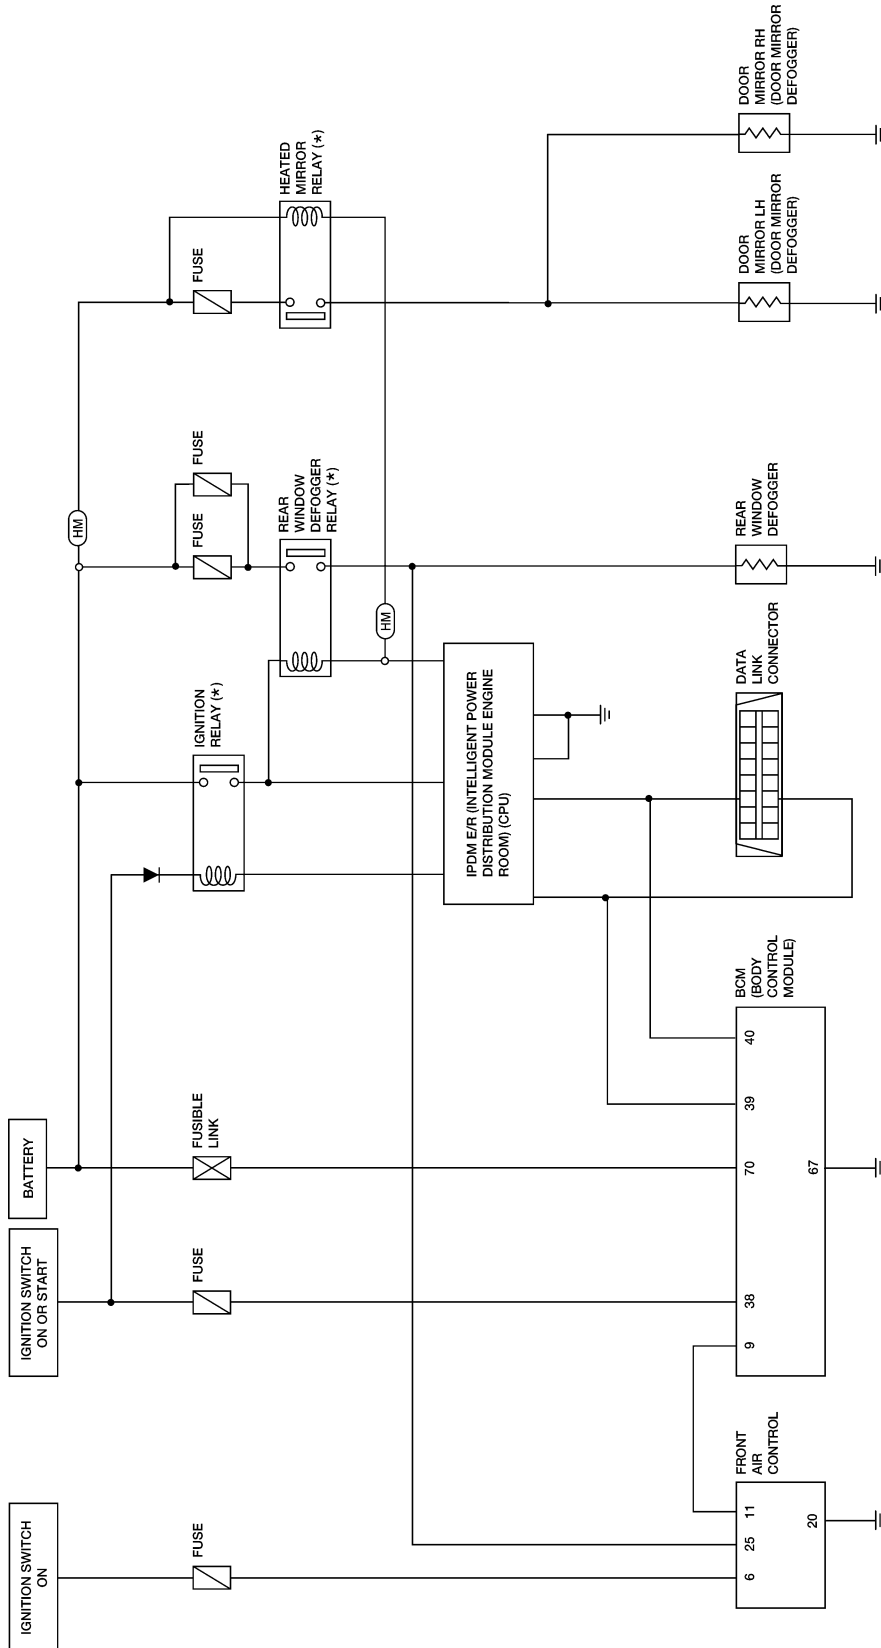 IGNITION SWITCH
ON
IGNITION SWITCH
ON OR START
BATTERY
FUSE
FUSE
FUSIBLE
LINK
IGNITION
RELAY (*)
FUSE
FUSE
FUSE
HM
REAR
WINDOW
DEFOGGER
RELAY (*)
HEATED
MIRROR
RELAY (*)
HM
IPDM E/R (INTELLIGENT POWER
DISTRIBUTION MODULE ENGINE
ROOM) (CPU)
FRONT
AIR
CONTROL
6
25
11
20
BCM
(BODY
CONTROL
MODULE)
9
38
70
39
40
67
DATA
LINK
CONNECTOR
REAR
WINDOW
DEFOGGER
DOOR
MIRROR LH
(DOOR MIRROR
DEFOGGER)
DOOR
MIRROR RH
(DOOR MIRROR
DEFOGGER)